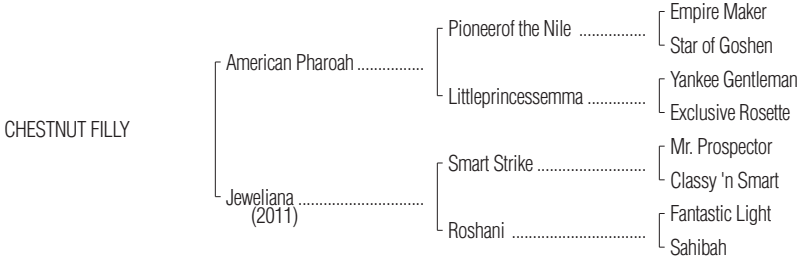 Empire Maker
Pioneerof the Nile ................
Star of Goshen
American Pharoah ................
Yankee Gentleman
Littleprincessemma ..............
Exclusive Rosette
CHESTNUT FILLY
Mr. Prospector
Smart Strike ..........................
Classy 'n Smart
Jeweliana ..............................
(2011)
Fantastic Light
Roshani ................................
Sahibah